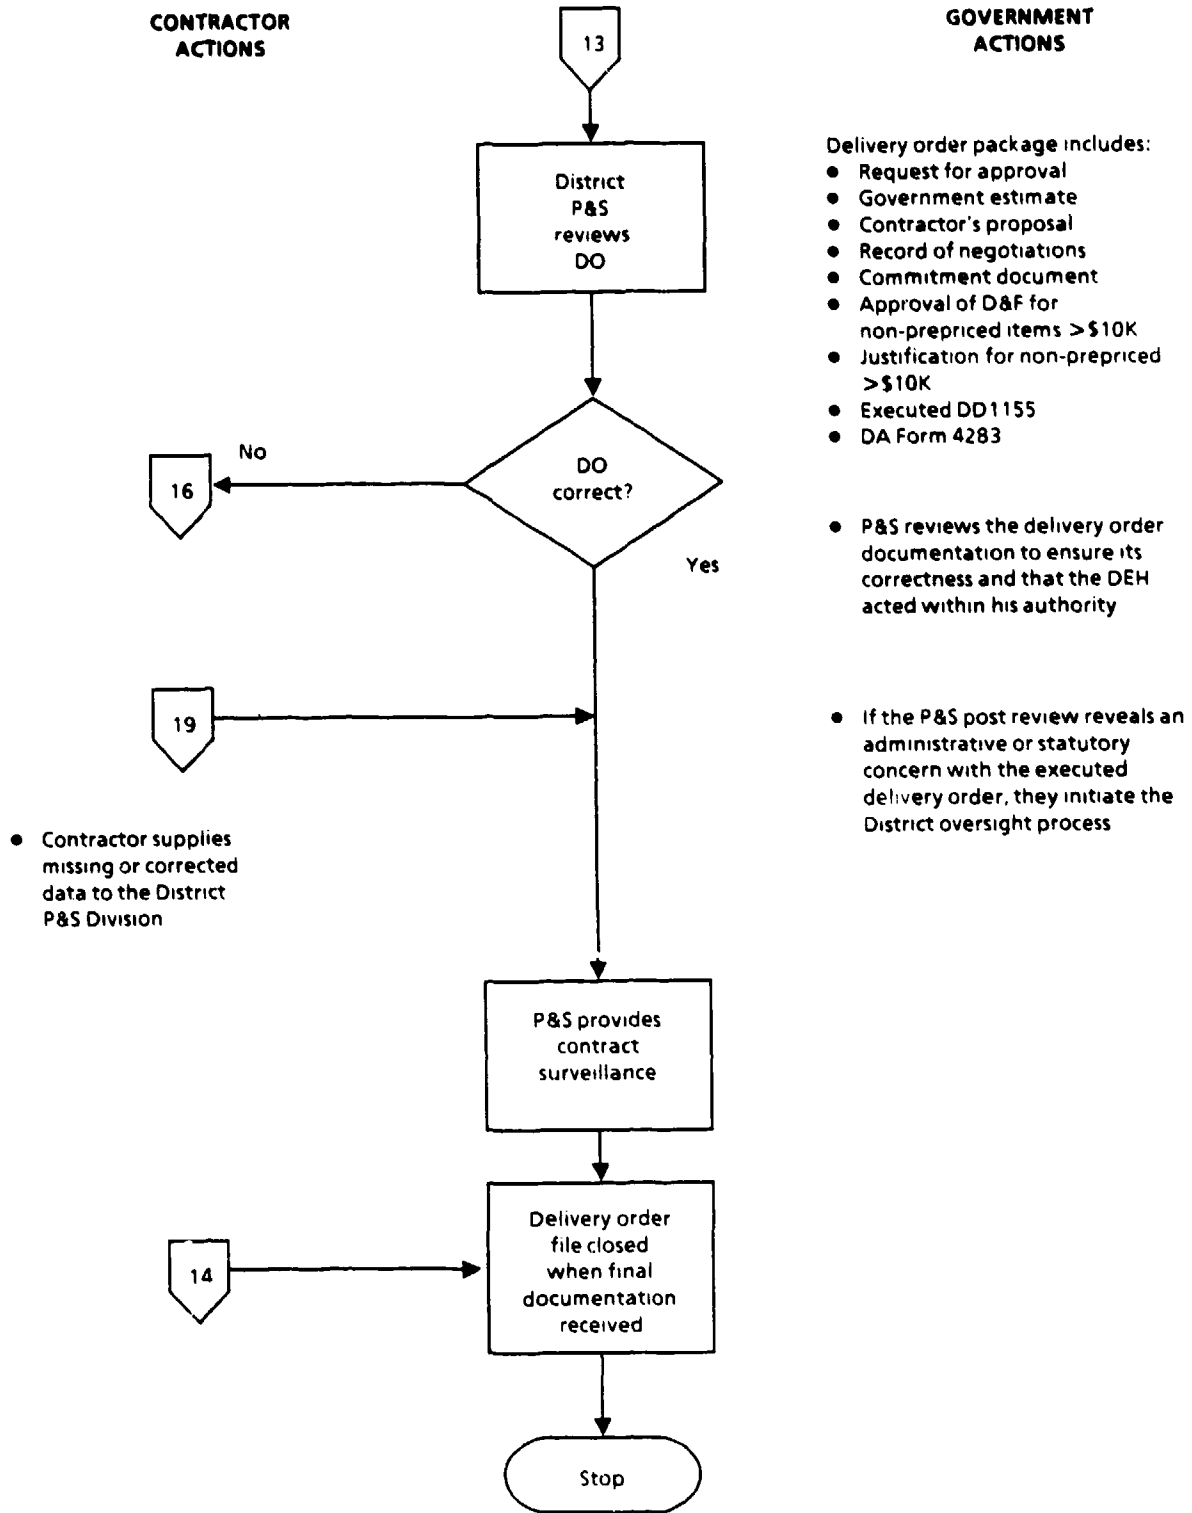 CONTRACTOR
ACTIONS
13
GOVERNMENT
ACTIONS
District
P&S
reviews
DO
Delivery order package includes:
● Request for approval
● Government estimate
● Contractor's proposal
● Record of negotiations
● Commitment document
● Approval of D&F for
non-prepriced items >$10K
● Justification for non-prepriced
>$10K
● Executed DD1155
● DA Form 4283
No
16
DO
correct?
Yes
● P&S reviews the delivery order
documentation to ensure its
correctness and that the DEH
acted within his authority
19
● If the P&S post review reveals an
administrative or statutory
concern with the executed
delivery order, they initiate the
District oversight process
● Contractor supplies
missing or corrected
data to the District
P&S Division
P&S provides
contract
surveillance
14
Delivery order
file closed
when final
documentation
received
Stop